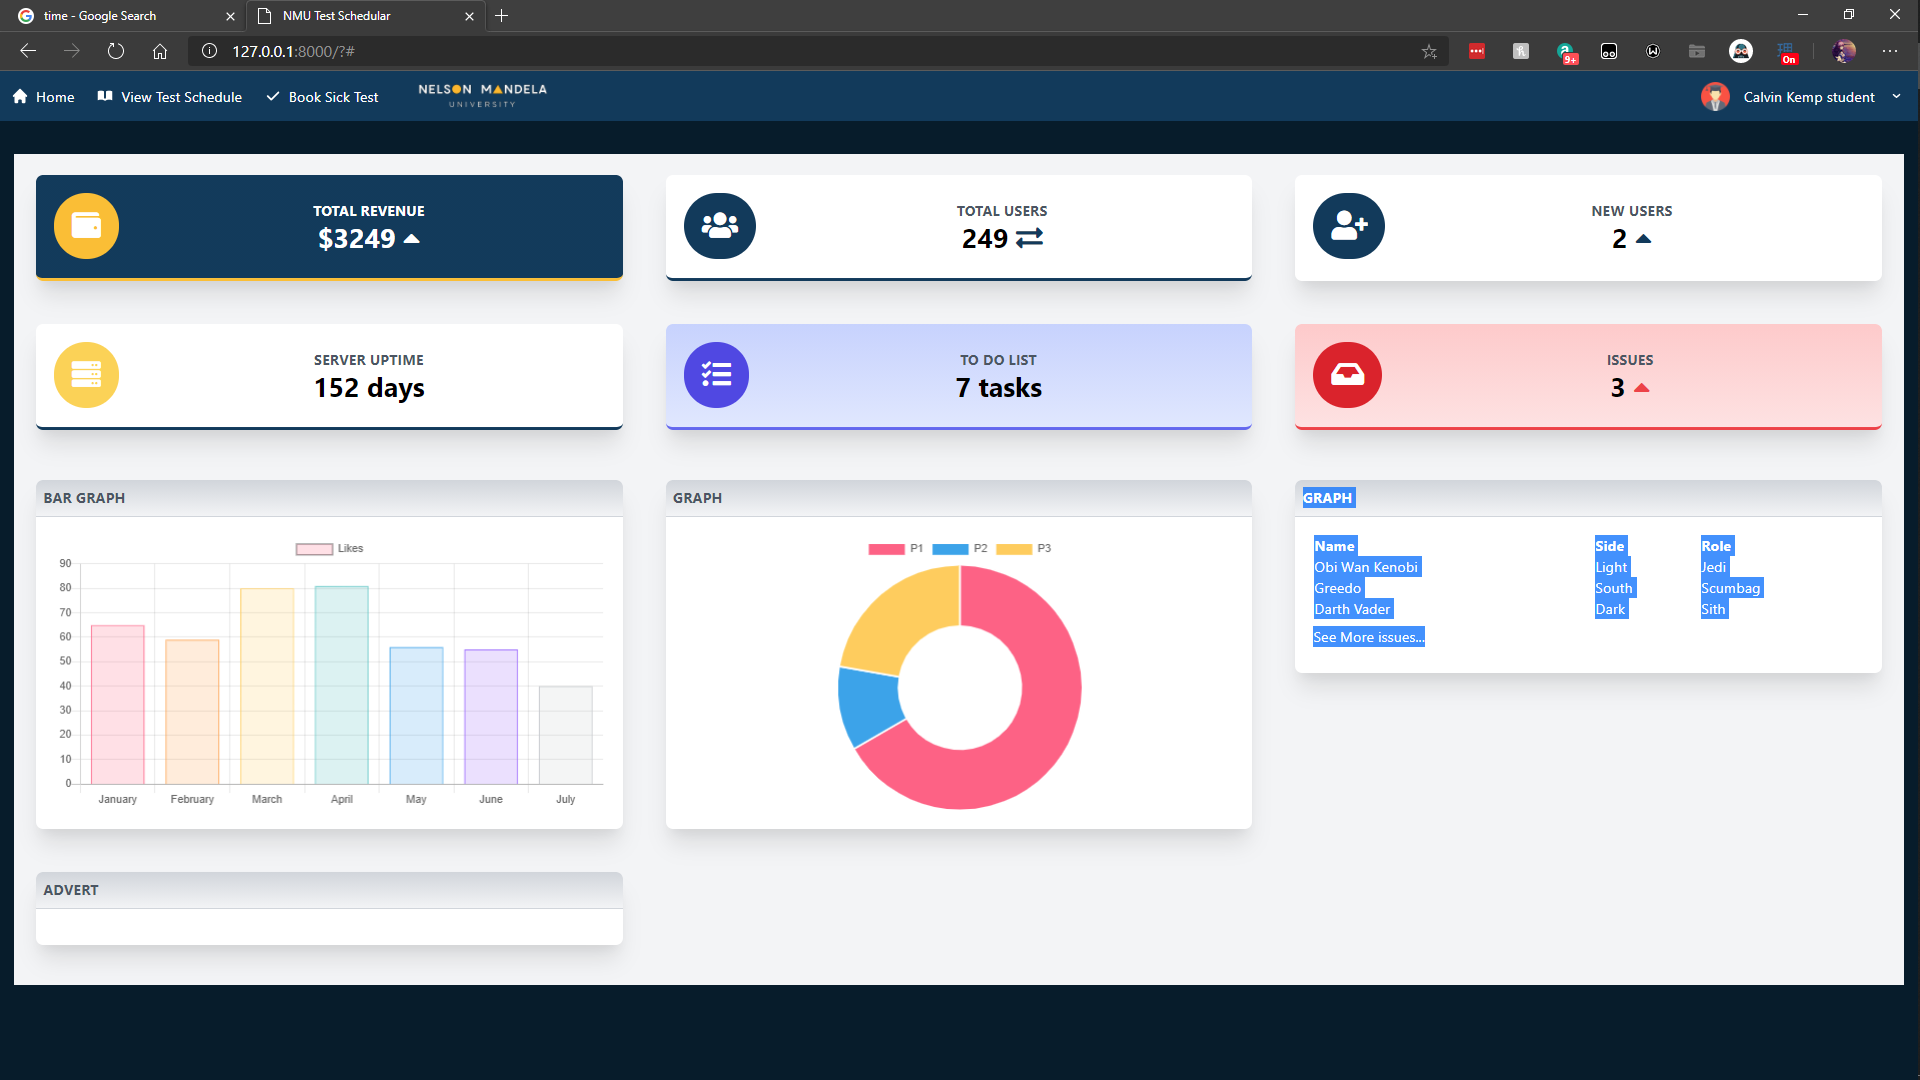 time - Google Search
NMU Test Schedular
127.0.0.1:8000/?#
9+
On
Home
View Test Schedule
Book Sick Test
NELSON MANDELA
UNIVERSITY
Calvin Kemp student
TOTAL REVENUE
$3249
TOTAL USERS
249
NEW USERS
2
SERVER UPTIME
152 days
TO DO LIST
7 tasks
ISSUES
3
BAR GRAPH
Likes
90
80
70
60
50
40
30
20
10
0
January February March April May June July
GRAPH
P1 P2 P3
GRAPH
Name Side Role
Obi Wan Kenobi Light Jedi
Greedo South Scumbag
Darth Vader Dark Sith
See More issues...
ADVERT